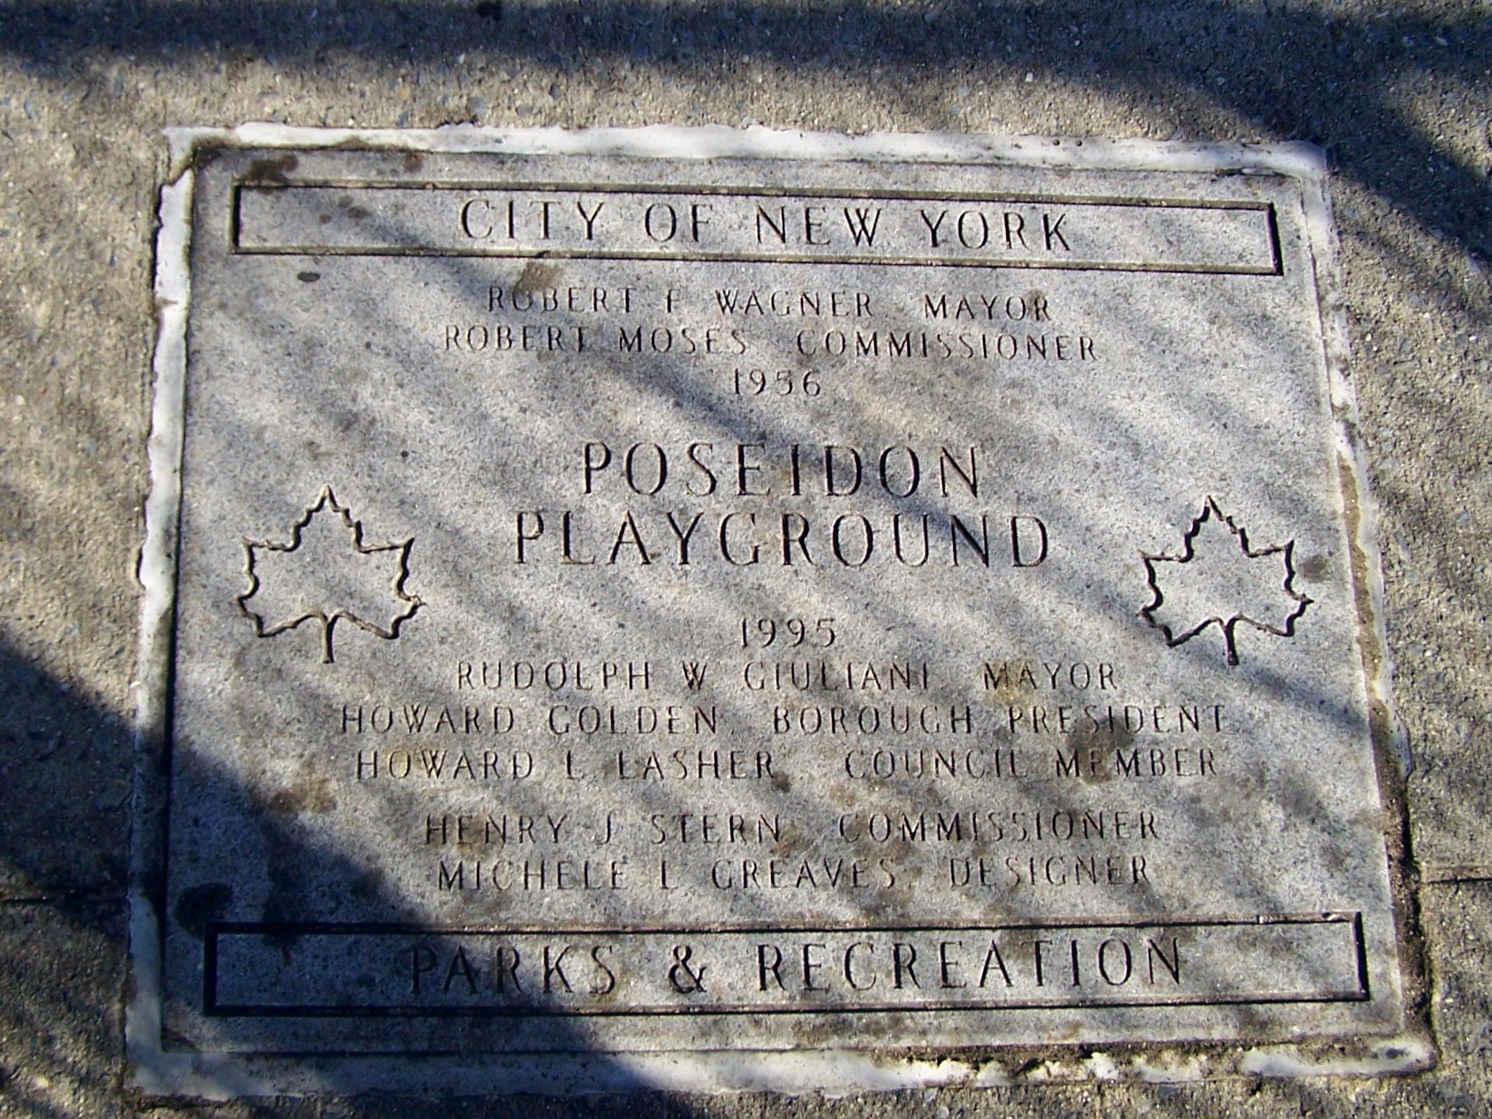 CITY OF NEW YORK
ROBERT F WAGNER, MAYOR
ROBERT MOSES, COMMISSIONER
1956
POSEIDON
PLAYGROUND
1995
RUDOLPH W GIULIANI, MAYOR
HOWARD GOLDEN, BOROUGH PRESIDENT
HOWARD L LASHER, COUNCIL MEMBER
HENRY J STERN, COMMISSIONER
MICHELE L GREAVES, DESIGNER
PARKS & RECREATION